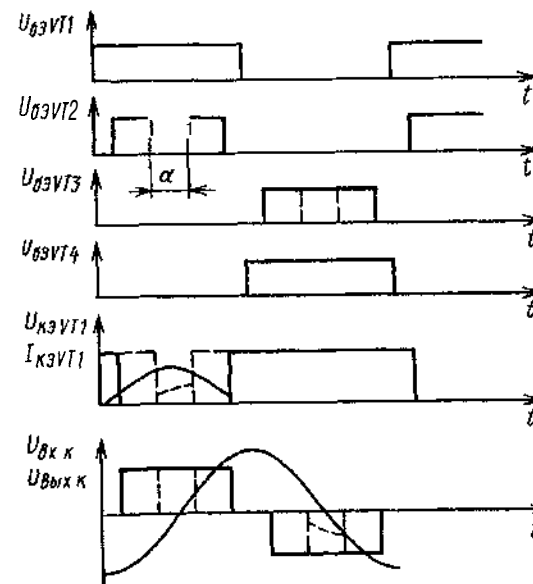 UбэVT1
t
UбэVT2
t
α
UбэVT3
t
UбэVT4
t
UкэVT1
IкэVT1
t
Uвх к
Uвых к
t